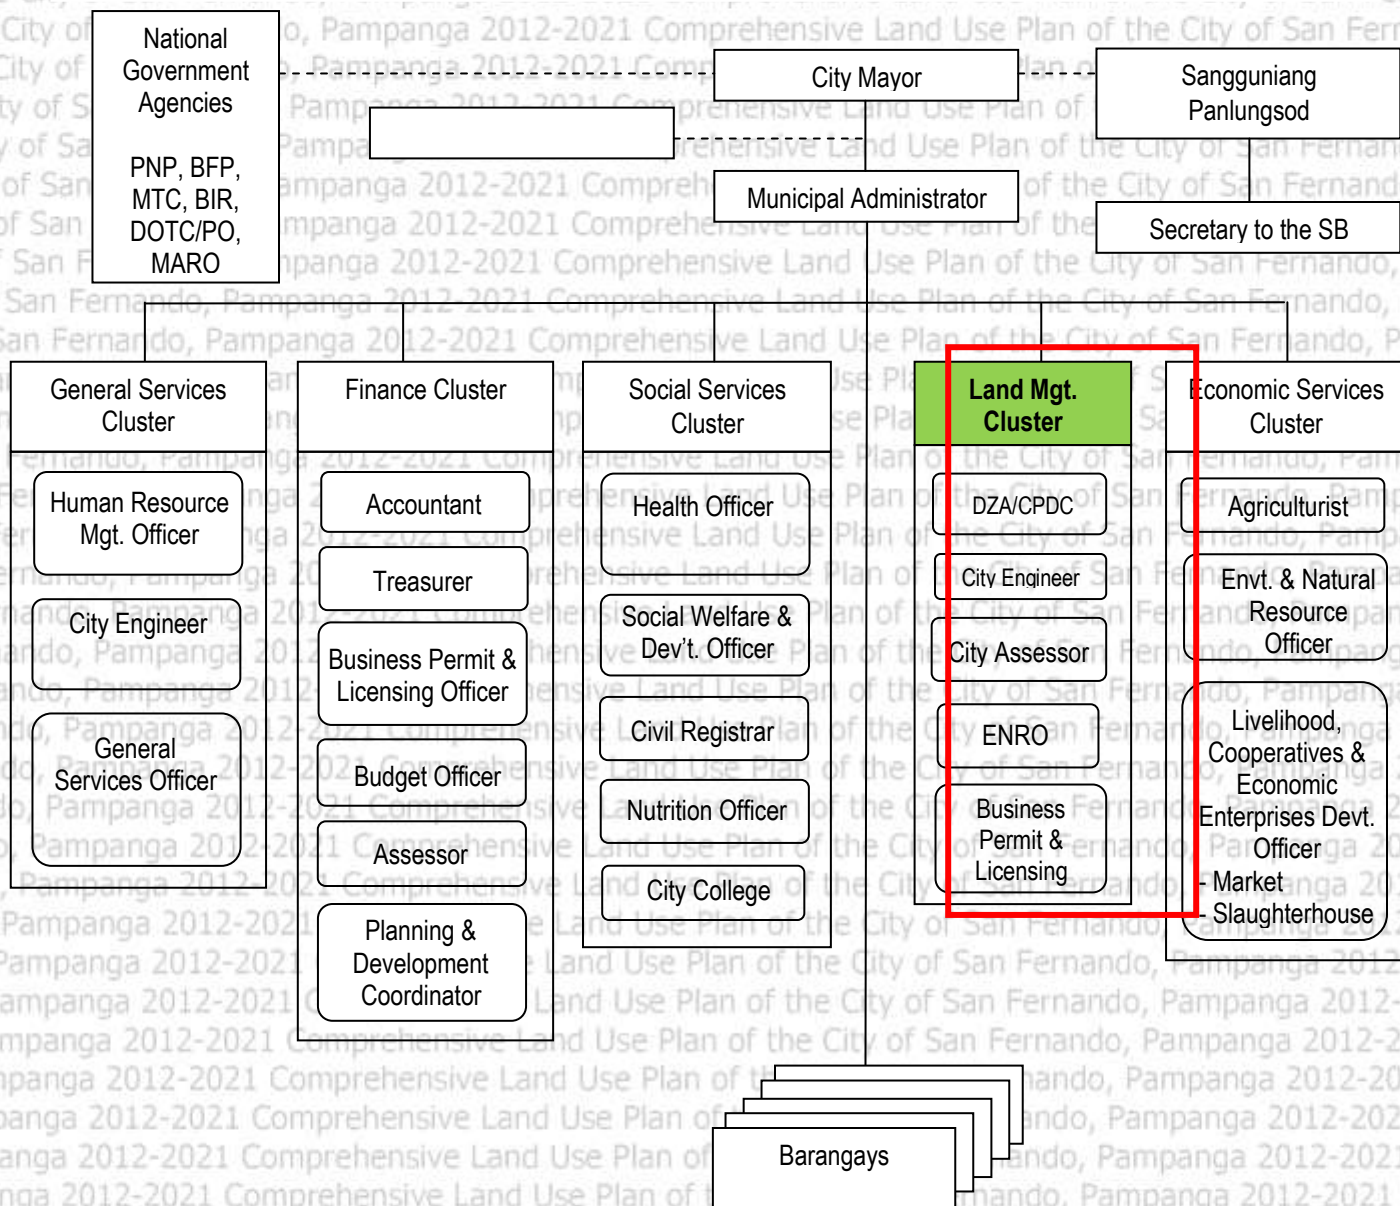 National
Government
Agencies
PNP, BFP,
MTC, BIR,
DOTC/PO,
MARO
City Mayor
Sangguniang
Panlungsod
Municipal Administrator
Secretary to the SB
General Services
Cluster
Human Resource
Mgt. Officer
City Engineer
General
Services Officer
Finance Cluster
Accountant
Treasurer
Business Permit &
Licensing Officer
Budget Officer
Assessor
Planning &
Development
Coordinator
Social Services
Cluster
Health Officer
Social Welfare &
Dev't. Officer
Civil Registrar
Nutrition Officer
City College
Land Mgt.
Cluster
DZA/CPDC
City Engineer
City Assessor
ENRO
Business
Permit &
Licensing
Economic Services
Cluster
Agriculturist
Envt. & Natural
Resource
Officer
Livelihood,
Cooperatives &
Economic
Enterprises Devt.
Officer
- Market
- Slaughterhouse
Barangays